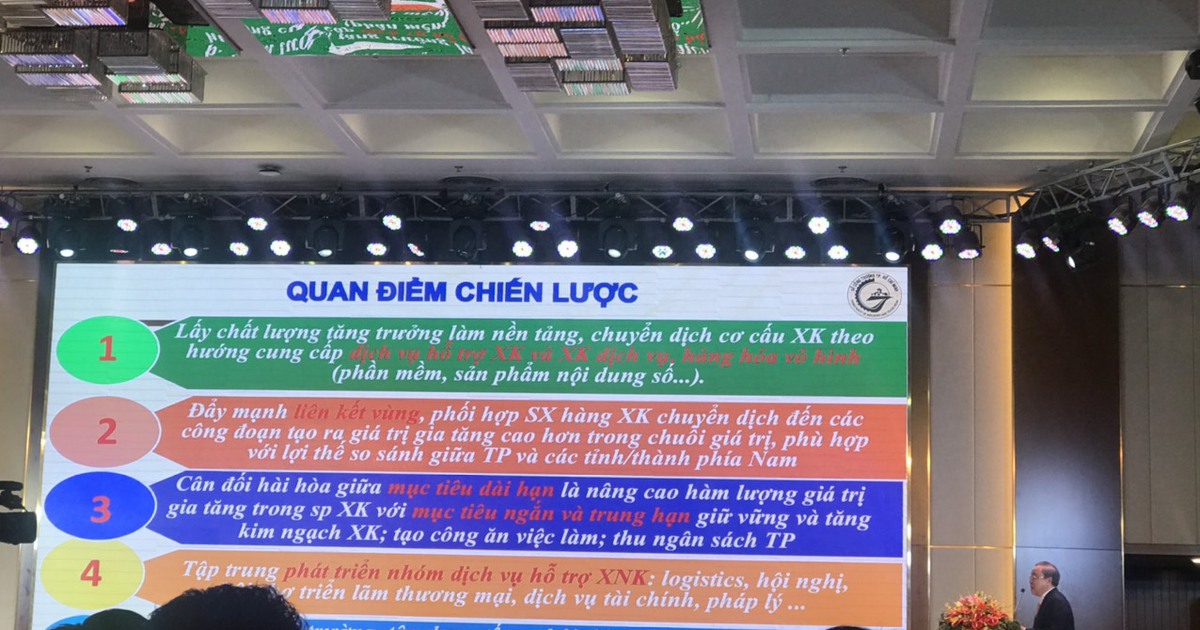 QUAN ĐIỂM CHIẾN LƯỢC
1
Lấy chất lượng tăng trưởng làm nền tảng, chuyển dịch cơ cấu XK theo
hướng cung cấp dịch vụ hỗ trợ XK và XK dịch vụ, hàng hóa vô hình
(phần mềm, sản phẩm nội dung số...).
2
Đẩy mạnh liên kết vùng, phối hợp SX hàng XK chuyển dịch đến các
công đoạn tạo ra giá trị gia tăng cao hơn trong chuỗi giá trị, phù hợp
với lợi thế so sánh giữa TP và các tỉnh/thành phía Nam
3
Cân đối hài hòa giữa mục tiêu dài hạn là nâng cao hàm lượng giá trị
gia tăng trong sp XK với mục tiêu ngắn và trung hạn giữ vững và tăng
kim ngạch XK; tạo công ăn việc làm; thu ngân sách TP
4
Tập trung phát triển nhóm dịch vụ hỗ trợ XNK: logistics, hội nghị,
triển lãm thương mại, dịch vụ tài chính, pháp lý ...